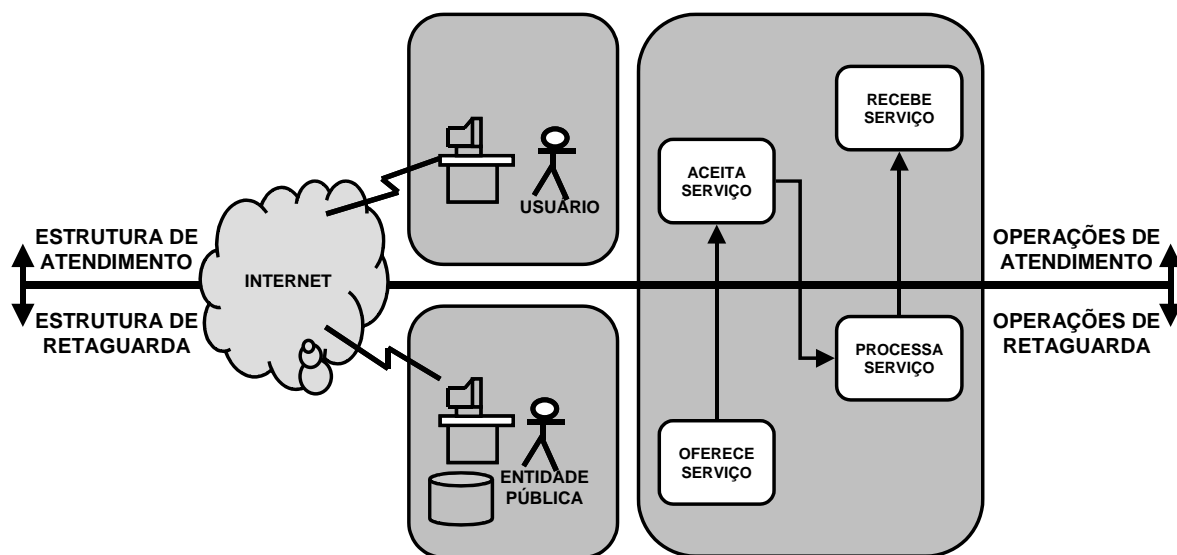 RECEBE
SERVIÇO
ACEITA
SERVIÇO
USUÁRIO
ESTRUTURA DE
ATENDIMENTO
INTERNET
OPERAÇÕES DE
ATENDIMENTO
ESTRUTURA DE
RETAGUARDA
OPERAÇÕES DE
RETAGUARDA
PROCESSA
SERVIÇO
OFERECE
SERVIÇO
ENTIDADE
PÚBLICA